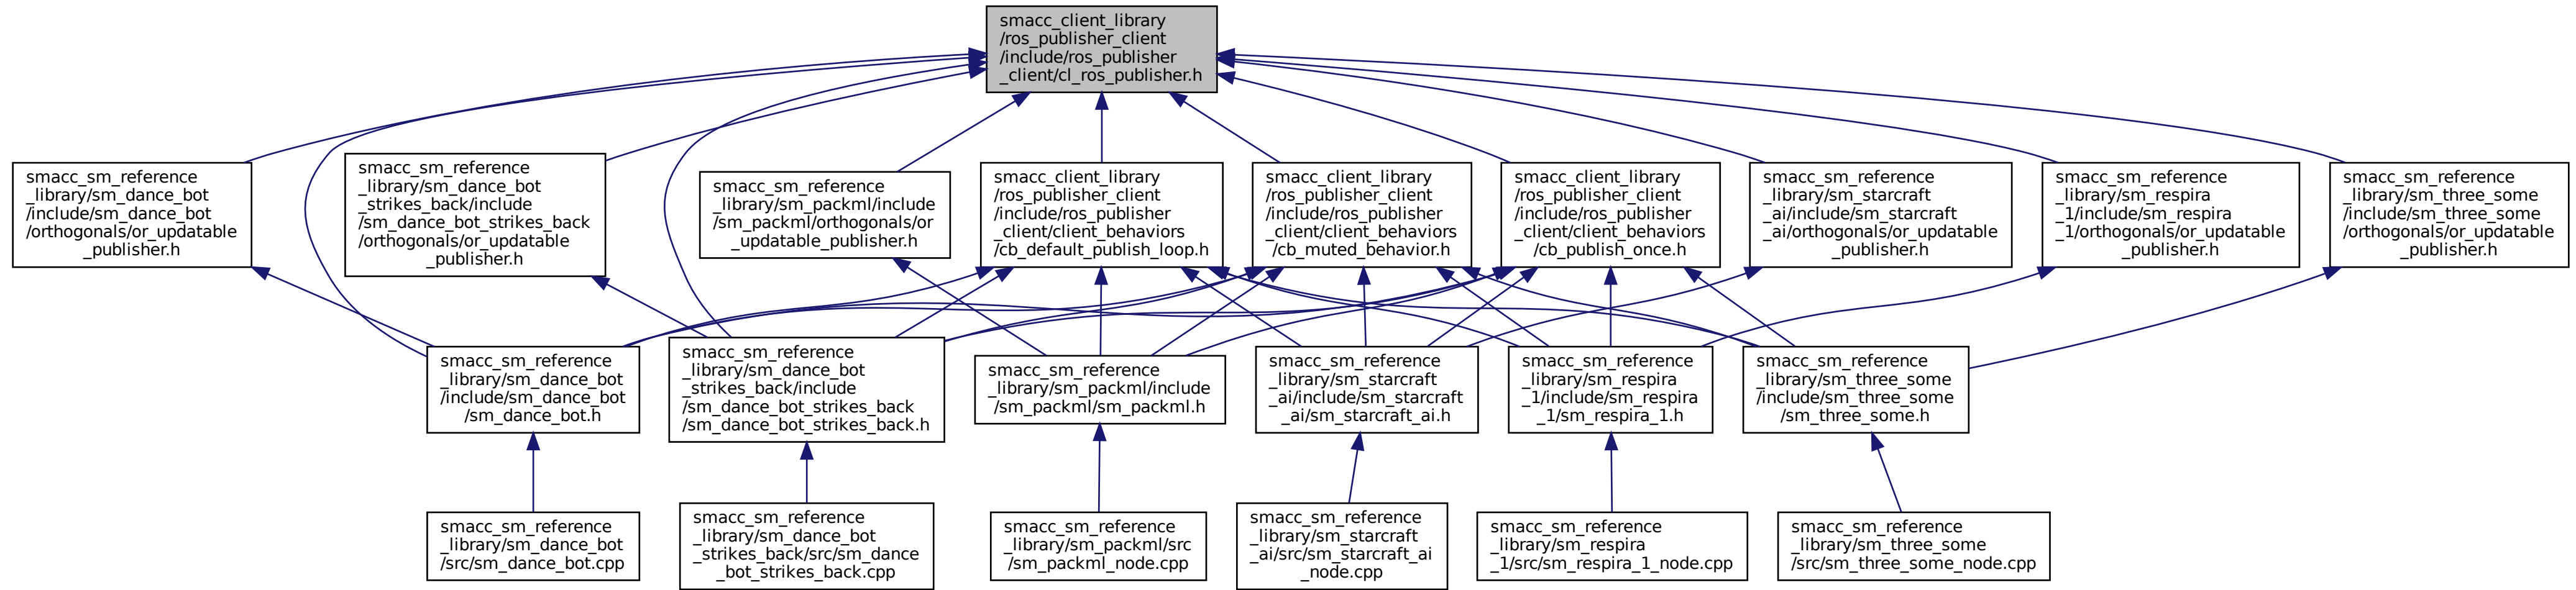 smacc_client_library
/ros_publisher_client
/include/ros_publisher
_client/cl_ros_publisher.h
smacc_sm_reference
_library/sm_dance_bot
/include/sm_dance_bot
/orthogonals/or_updatable
_publisher.h
smacc_sm_reference
_library/sm_dance_bot
_strikes_back/include
/sm_dance_bot_strikes_back
/orthogonals/or_updatable
_publisher.h
smacc_sm_reference
_library/sm_packml/include
/sm_packml/orthogonals/or
_updatable_publisher.h
smacc_client_library
/ros_publisher_client
/include/ros_publisher
_client/client_behaviors
/cb_default_publish_loop.h
smacc_client_library
/ros_publisher_client
/include/ros_publisher
_client/client_behaviors
/cb_muted_behavior.h
smacc_client_library
/ros_publisher_client
/include/ros_publisher
_client/client_behaviors
/cb_publish_once.h
smacc_sm_reference
_library/sm_starcraft
_ai/include/sm_starcraft
_ai/orthogonals/or_updatable
_publisher.h
smacc_sm_reference
_library/sm_respira
_1/include/sm_respira
_1/orthogonals/or_updatable
_publisher.h
smacc_sm_reference
_library/sm_three_some
/include/sm_three_some
/orthogonals/or_updatable
_publisher.h
smacc_sm_reference
_library/sm_dance_bot
/include/sm_dance_bot
/sm_dance_bot.h
smacc_sm_reference
_library/sm_dance_bot
_strikes_back/include
/sm_dance_bot_strikes_back
/sm_dance_bot_strikes_back.h
smacc_sm_reference
_library/sm_packml/include
/sm_packml/sm_packml.h
smacc_sm_reference
_library/sm_starcraft
_ai/include/sm_starcraft
_ai/sm_starcraft_ai.h
smacc_sm_reference
_library/sm_respira
_1/include/sm_respira
_1/sm_respira_1.h
smacc_sm_reference
_library/sm_three_some
/include/sm_three_some
/sm_three_some.h
smacc_sm_reference
_library/sm_dance_bot
/src/sm_dance_bot.cpp
smacc_sm_reference
_library/sm_dance_bot
_strikes_back/src/sm_dance
_bot_strikes_back.cpp
smacc_sm_reference
_library/sm_packml/src
/sm_packml_node.cpp
smacc_sm_reference
_library/sm_starcraft
_ai/src/sm_starcraft_ai
_node.cpp
smacc_sm_reference
_library/sm_respira
_1/src/sm_respira_1_node.cpp
smacc_sm_reference
_library/sm_three_some
/src/sm_three_some_node.cpp